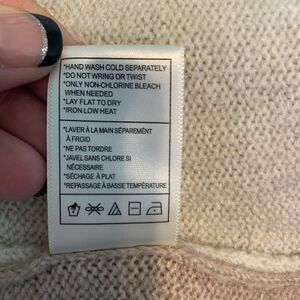 *HAND WASH COLD SEPARATELY
*DO NOT WRING OR TWIST
*ONLY NON-CHLORINE BLEACH
WHEN NEEDED
*LAY FLAT TO DRY
*IRON LOW HEAT
*LAVER À LA MAIN SÉPARÉMENT
À FROID
*NE PAS TORDRE
*JAVEL SANS CHLORE SI
NÉCESSAIRE
*SÉCHAGE À PLAT
*REPASSAGE À BASSE TEMPÉRATURE